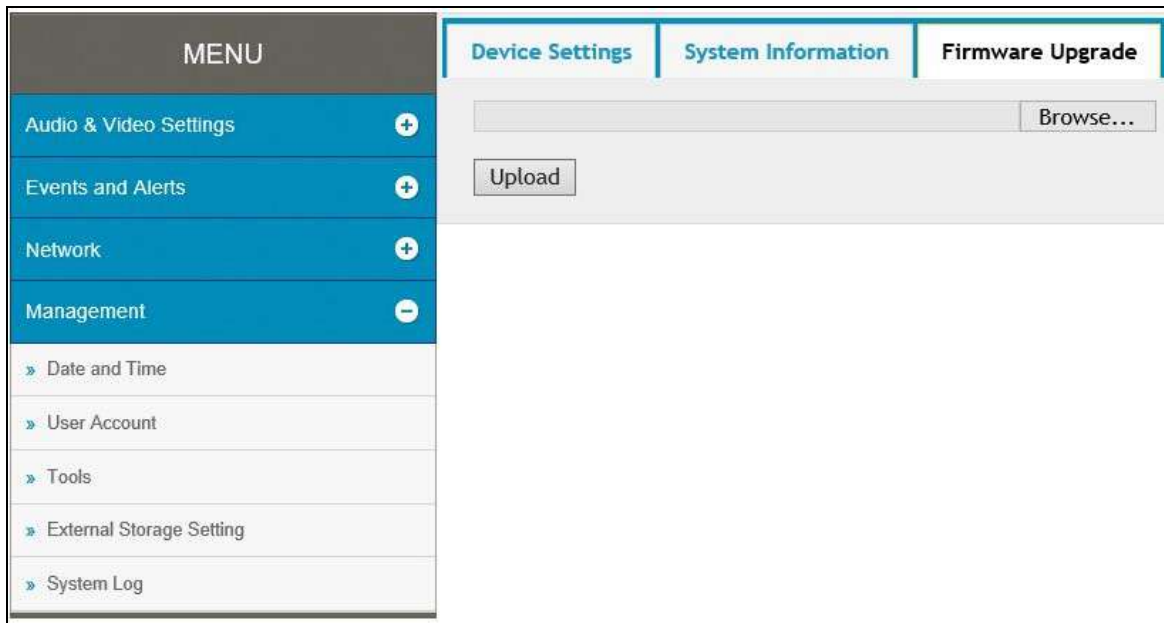 MENU
Audio & Video Settings
Events and Alerts
Network
Management
» Date and Time
» User Account
» Tools
» External Storage Setting
» System Log
Device Settings
System Information
Firmware Upgrade
Browse...
Upload